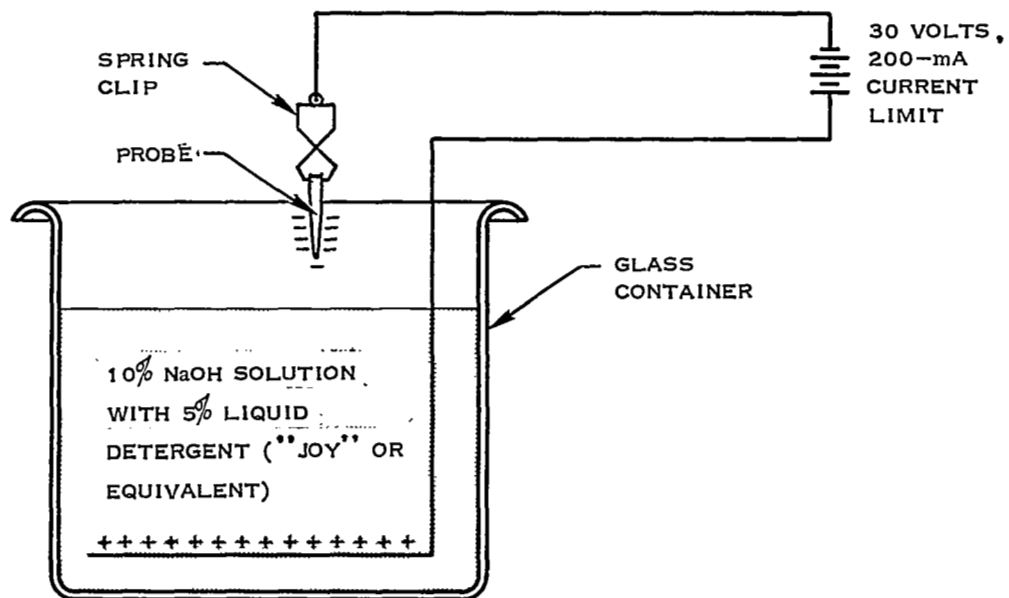 SPRING
CLIP
PROBE
30 VOLTS,
200-mA
CURRENT
LIMIT
GLASS
CONTAINER
10% NaOH SOLUTION
WITH 5% LIQUID
DETERGENT ("JOY" OR
EQUIVALENT)
+ + + + + + + + + + + + + +